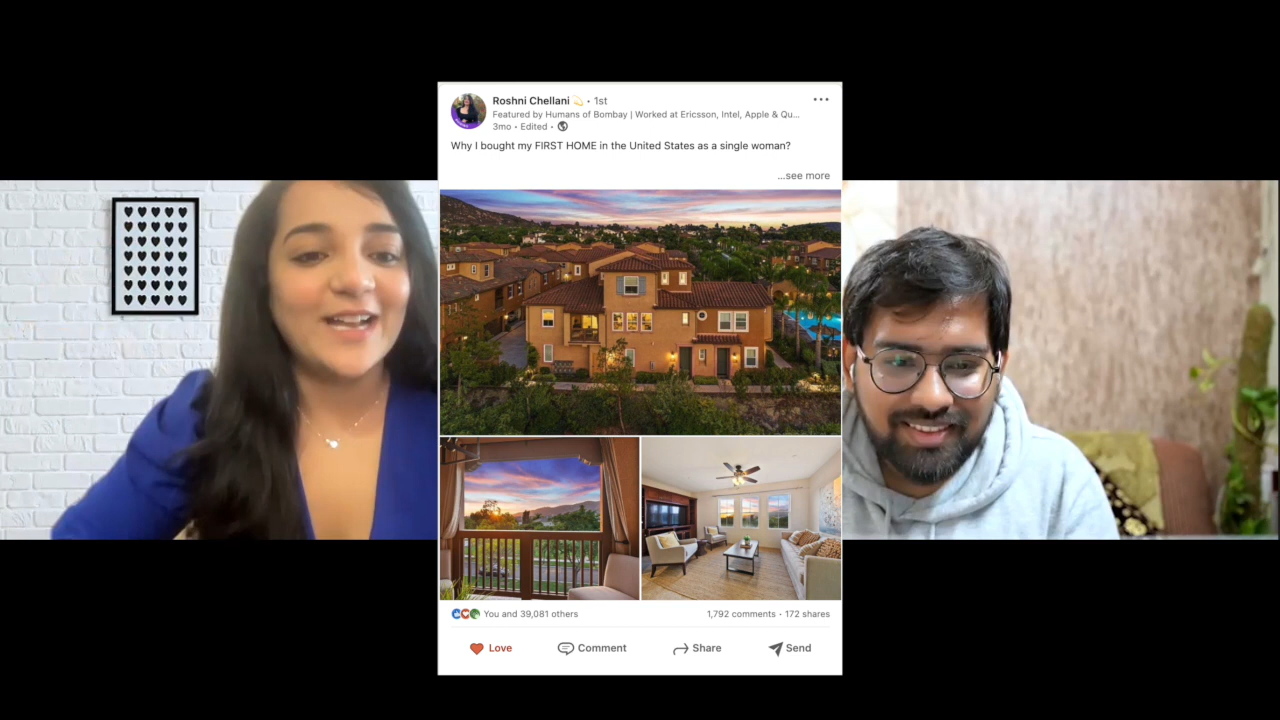 Roshni Chellani 💫 • 1st
Featured by Humans of Bombay | Worked at Ericsson, Intel, Apple & Qu...
3mo • Edited •
Why I bought my FIRST HOME in the United States as a single woman?
...see more
You and 39,081 others
1,792 comments • 172 shares
Love
Comment
Share
Send